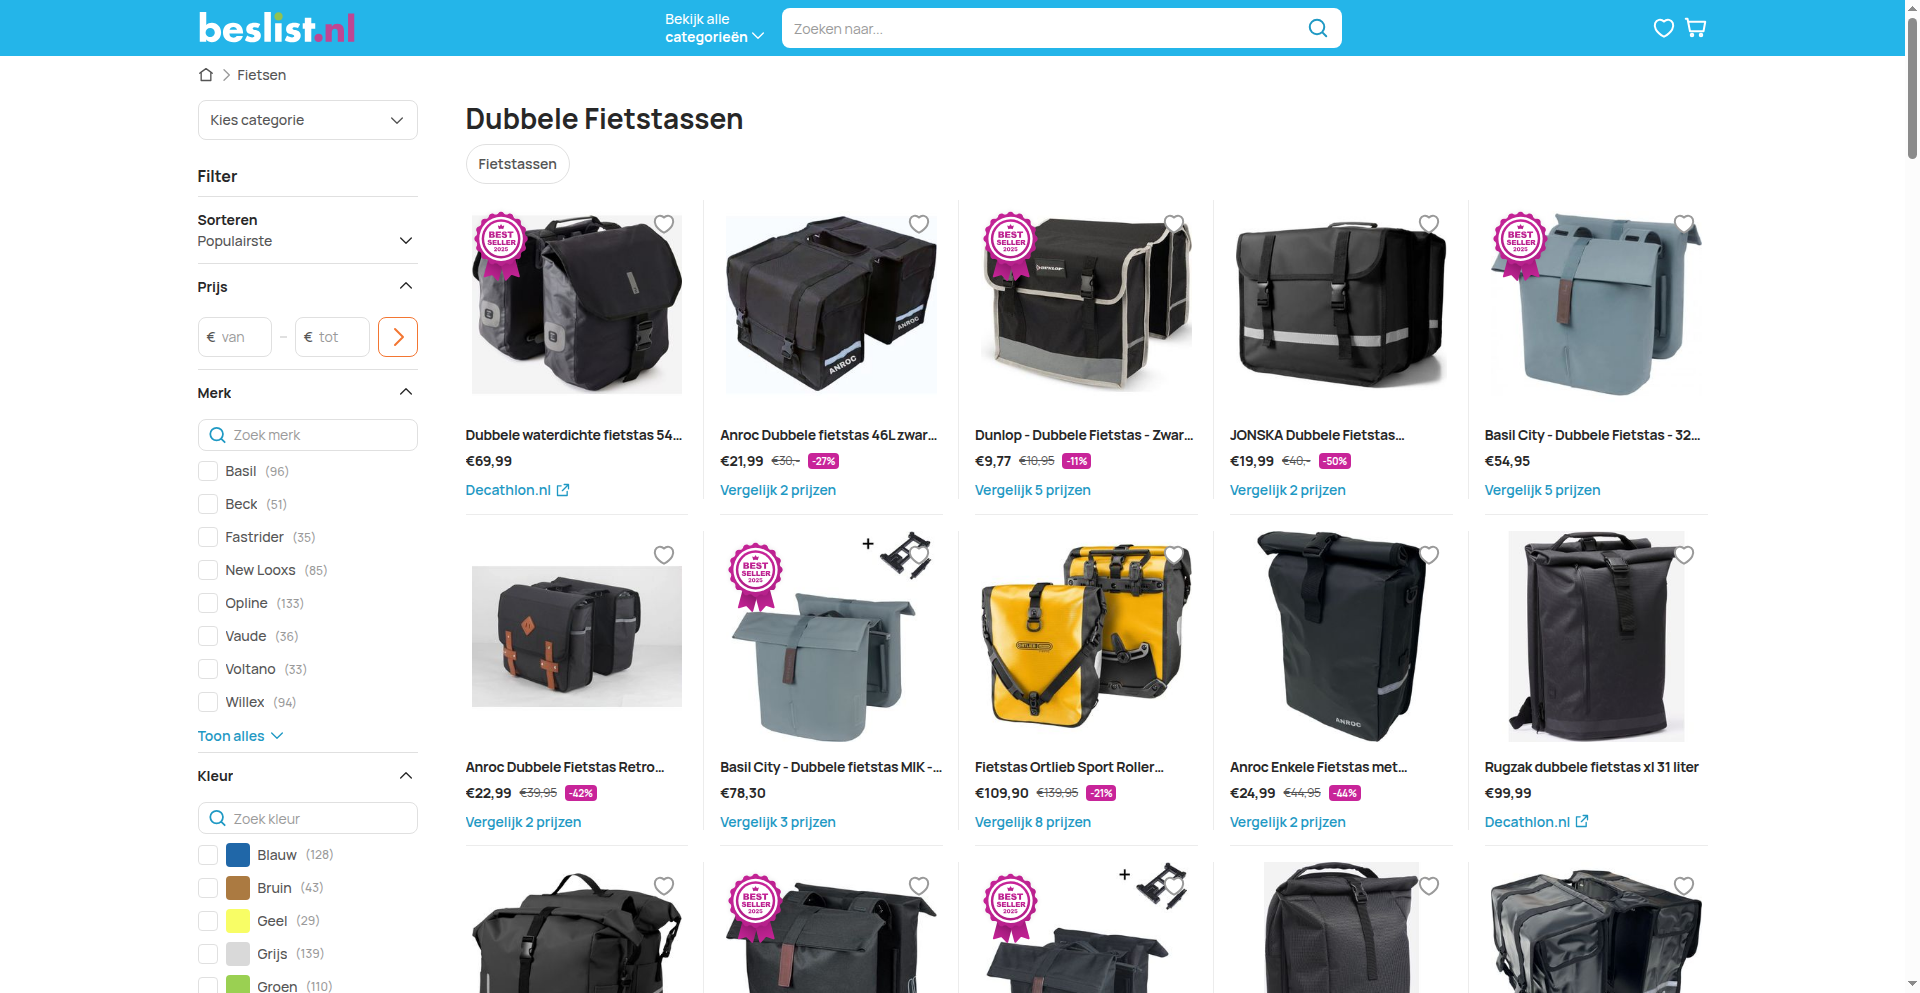 beslist.nl
Bekijk alle
categorieën
Zoeken naar...
Fietsen
Kies categorie
Filter
Sorteren
Populairste
Prijs
€ van
–
€ tot
Merk
Zoek merk
Basil (96)
Beck (51)
Fastrider (35)
New Looxs (85)
Opline (133)
Vaude (36)
Voltano (33)
Willex (94)
Toon alles
Kleur
Zoek kleur
Blauw (128)
Bruin (43)
Geel (29)
Grijs (139)
Groen (110)
Dubbele Fietstassen
Fietstassen
BEST
SELLER
2025
Dubbele waterdichte fietstas 54...
€69,99
Decathlon.nl
ANROC
ANROC
Anroc Dubbele fietstas 46L zwar...
€21,99 €30,- -27%
Vergelijk 2 prijzen
BEST
SELLER
2025
DUNLOP
Dunlop - Dubbele Fietstas - Zwar...
€9,77 €10,95 -11%
Vergelijk 5 prijzen
JONSKA Dubbele Fietstas...
€19,99 €40,- -50%
Vergelijk 2 prijzen
BEST
SELLER
2025
Basil City - Dubbele Fietstas - 32...
€54,95
Vergelijk 5 prijzen
Anroc Dubbele Fietstas Retro...
€22,99 €39,95 -42%
Vergelijk 2 prijzen
BEST
SELLER
2025
+
Basil City - Dubbele fietstas MIK -...
€78,30
Vergelijk 3 prijzen
ORTLIEB
Fietstas Ortlieb Sport Roller...
€109,90 €139,95 -21%
Vergelijk 8 prijzen
ANROC
Anroc Enkele Fietstas met...
€24,99 €44,95 -44%
Vergelijk 2 prijzen
Rugzak dubbele fietstas xl 31 liter
€99,99
Decathlon.nl
BEST
SELLER
2025
BEST
SELLER
2025
+